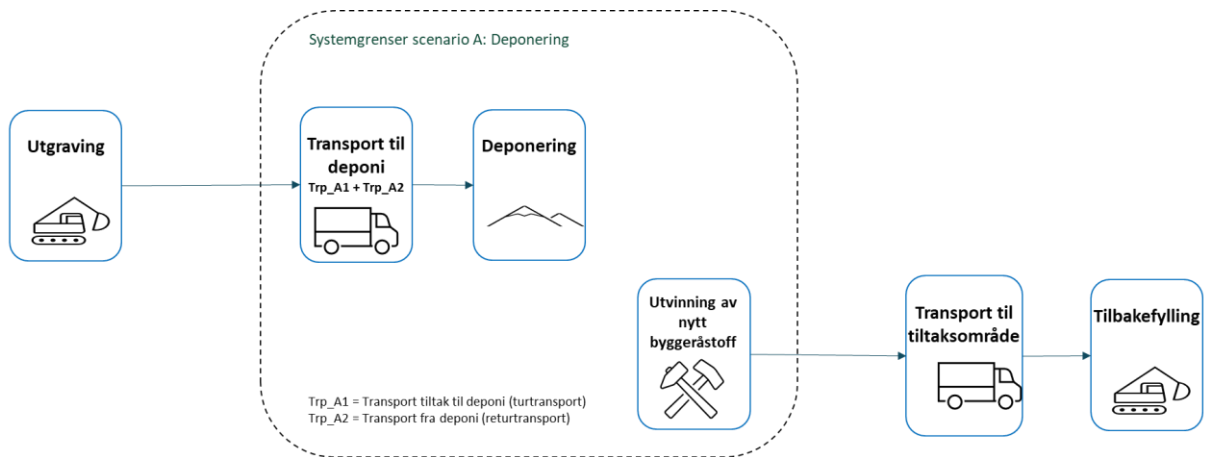 Systemgrenser scenario A: Deponering
Utgraving
Transport til
deponi
Trp_A1 + Trp_A2
Deponering
Utvinning av
nytt
byggeråstoff
Transport til
tiltaksområde
Tilbakefylling
Trp_A1 = Transport tiltak til deponi (turtransport)
Trp_A2 = Transport fra deponi (returtransport)